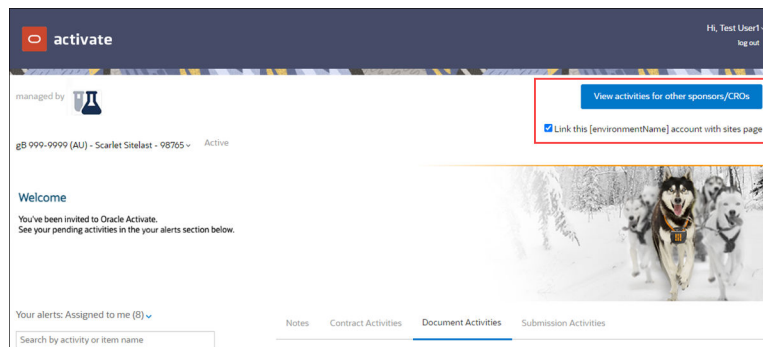 activate
Hi, Test User1
log out
managed by
View activities for other sponsors/CROs
Link this [environmentName] account with sites page
gB 999-9999 (AU) - Scarlet Sitelast - 98765
Active
Welcome
You've been invited to Oracle Activate.
See your pending activities in the your alerts section below.
Your alerts: Assigned to me (8)
Notes
Contract Activities
Document Activities
Submission Activities
Search by activity or item name